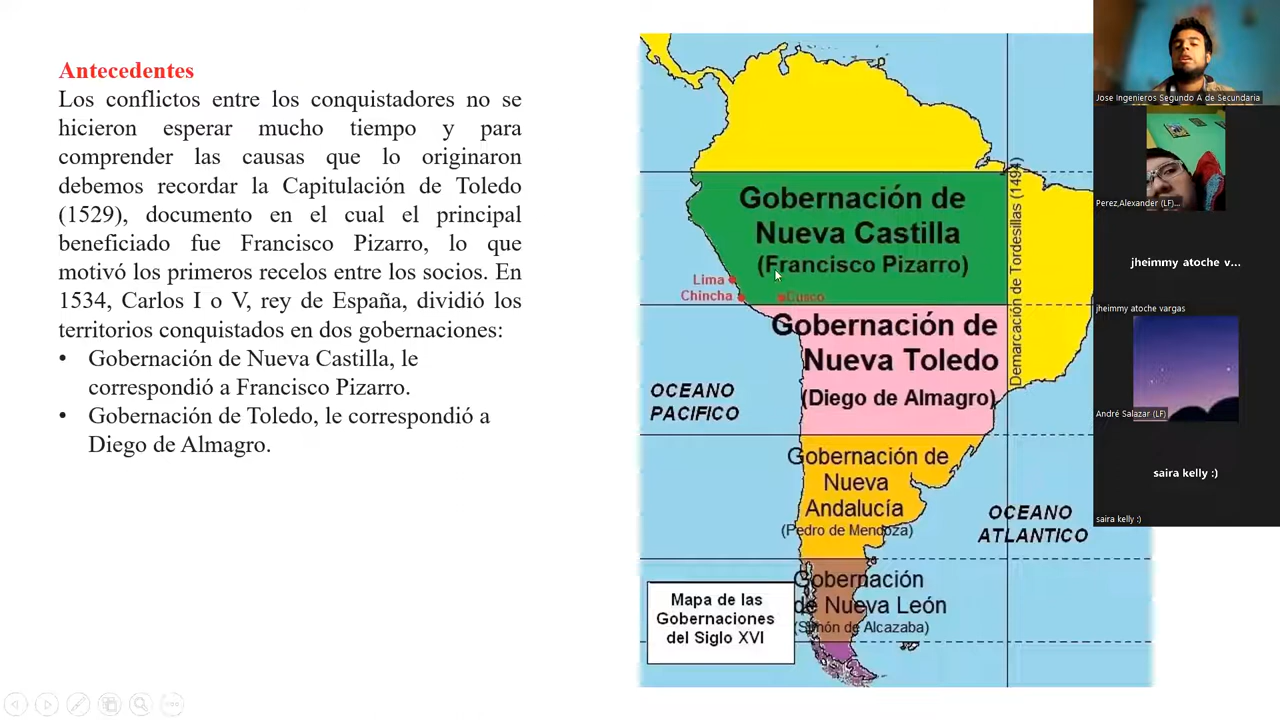 Antecedentes
Los conflictos entre los conquistadores no se
hicieron esperar mucho tiempo y para
comprender las causas que lo originaron
debemos recordar la Capitulación de Toledo
(1529), documento en el cual el principal
beneficiado fue Francisco Pizarro, lo que
motivó los primeros recelos entre los socios. En
1534, Carlos I o V, rey de España, dividió los
territorios conquistados en dos gobernaciones:
• Gobernación de Nueva Castilla, le
correspondió a Francisco Pizarro.
• Gobernación de Toledo, le correspondió a
Diego de Almagro.
Gobernación de
Nueva Castilla
(Francisco Pizarro)
Lima
Chincha
Cusco
Gobernación de
Nueva Toledo
(Diego de Almagro)
Demarcación de Tordesillas (1494)
OCEANO
PACIFICO
Gobernación de
Nueva
Andalucía
(Pedro de Mendoza)
OCEANO
ATLANTICO
Gobernación
de Nueva León
(Simón de Alcazaba)
Mapa de las
Gobernaciones
del Siglo XVI
Jose Ingenieros Segundo A de Secundaria
Perez,Alexander (LF)...
jheimmy atoche v...
jheimmy atoche vargas
André Salazar (LF)
saira kelly :)
saira kelly :)